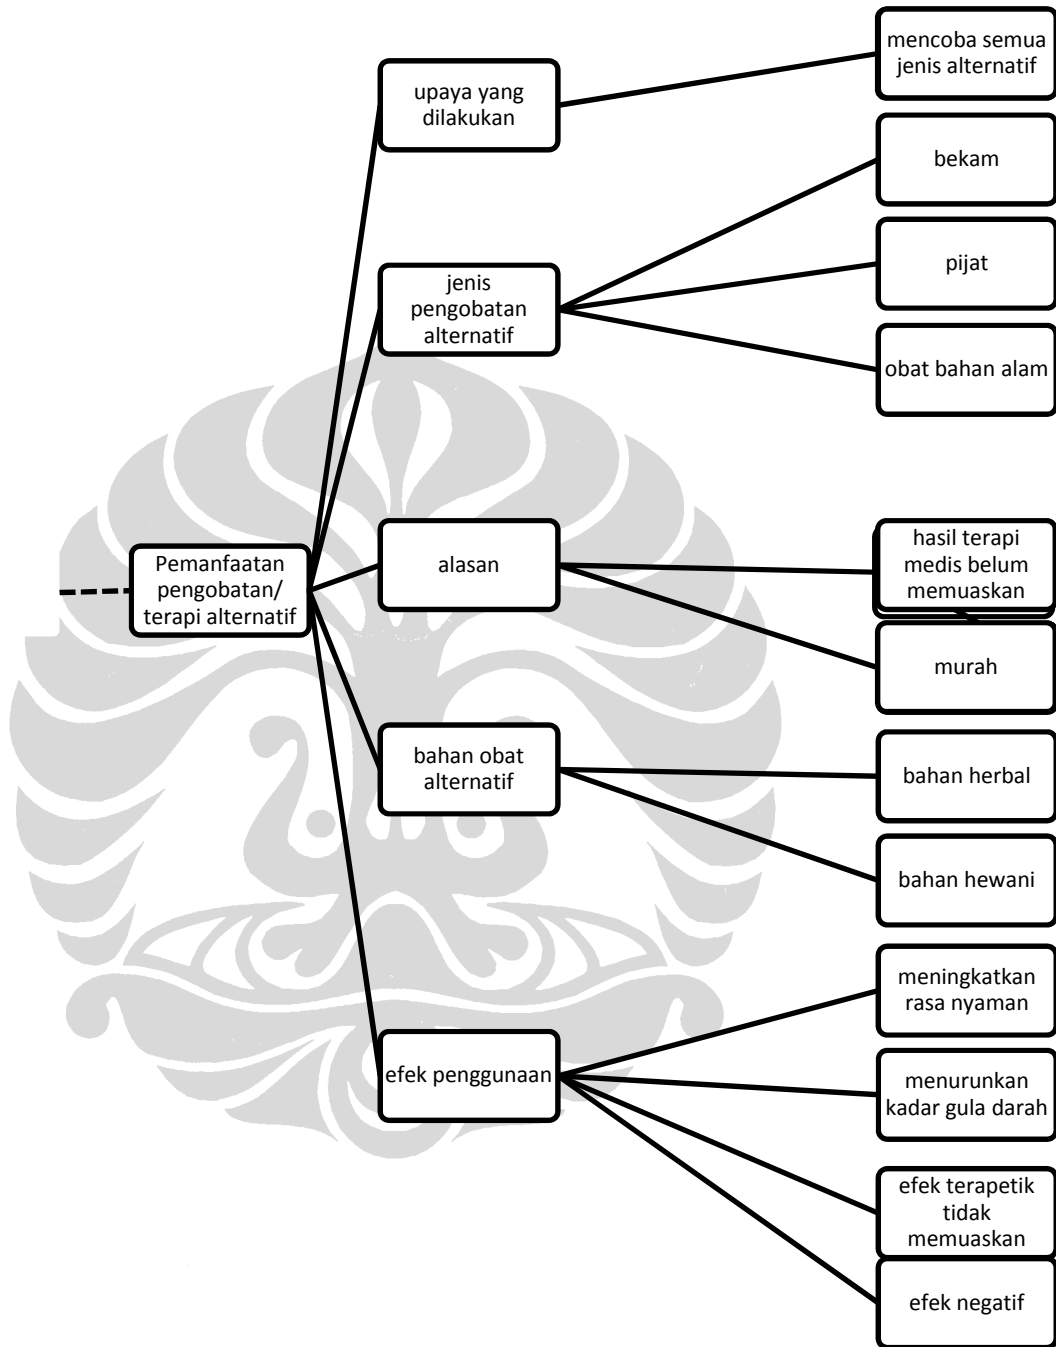 Pemanfaatan
pengobatan/
terapi alternatif
upaya yang
dilakukan
mencoba semua
jenis alternatif
jenis
pengobatan
alternatif
bekam
pijat
obat bahan alam
alasan
hasil terapi
medis belum
memuaskan
murah
bahan obat
alternatif
bahan herbal
bahan hewani
efek penggunaan
meningkatkan
rasa nyaman
menurunkan
kadar gula darah
efek terapetik
tidak
memuaskan
efek negatif